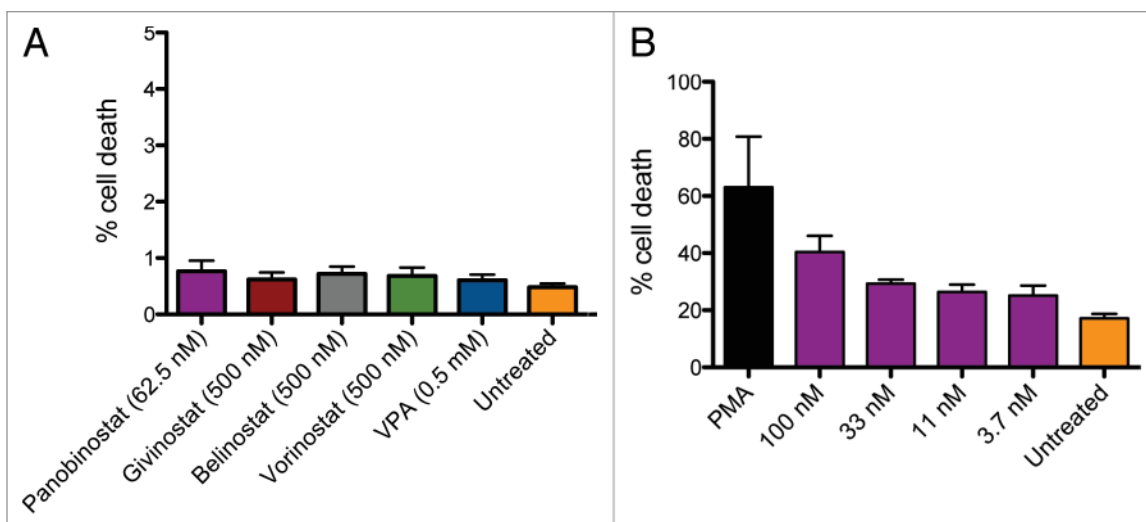 A
% cell death
5
4
3
2
1
0
Panobinostat (62.5 nM)
Givinostat (500 nM)
Belinostat (500 nM)
Vorinostat (500 nM)
VPA (0.5 mM)
Untreated
B
% cell death
100
80
60
40
20
0
PMA
100 nM
33 nM
11 nM
3.7 nM
Untreated